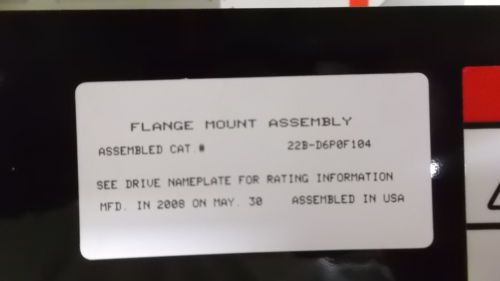 FLANGE MOUNT ASSEMBLY
ASSEMBLED CAT.# 22B-D6P0F104
SEE DRIVE NAMEPLATE FOR RATING INFORMATION
MFD. IN 2008 ON MAY. 30 ASSEMBLED IN USA